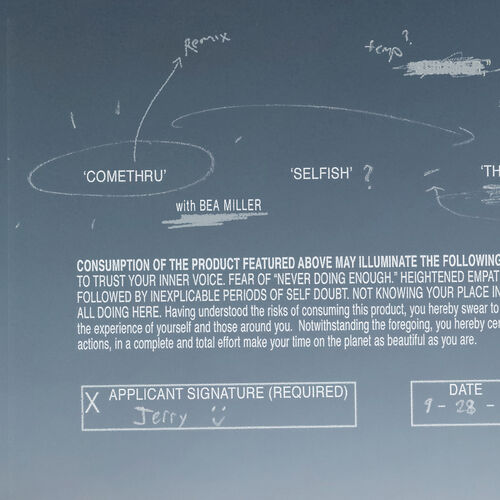 Remix
temp?
'COMETHRU'
'SELFISH' ?
'TH
with BEA MILLER
CONSUMPTION OF THE PRODUCT FEATURED ABOVE MAY ILLUMINATE THE FOLLOWING
TO TRUST YOUR INNER VOICE. FEAR OF "NEVER DOING ENOUGH." HEIGHTENED EMPAT
FOLLOWED BY INEXPLICABLE PERIODS OF SELF DOUBT. NOT KNOWING YOUR PLACE IN
ALL DOING HERE. Having understood the risks of consuming this product, you hereby swear to
the experience of yourself and those around you. Notwithstanding the foregoing, you hereby cer
actions, in a complete and total effort make your time on the planet as beautiful as you are.
X APPLICANT SIGNATURE (REQUIRED)
Jerry :)
DATE
9 - 28 -